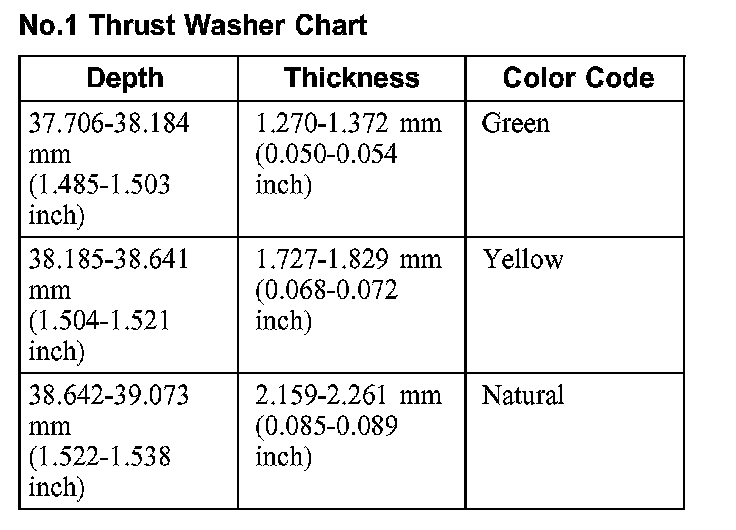 No.1 Thrust Washer Chart
Depth Thickness Color Code
37.706-38.184 1.270-1.372 mm Green
mm (0.050-0.054
(1.485-1.503 inch)
inch)
38.185-38.641 1.727-1.829 mm Yellow
mm (0.068-0.072
(1.504-1.521 inch)
inch)
38.642-39.073 2.159-2.261 mm Natural
mm (0.085-0.089
(1.522-1.538 inch)
inch)